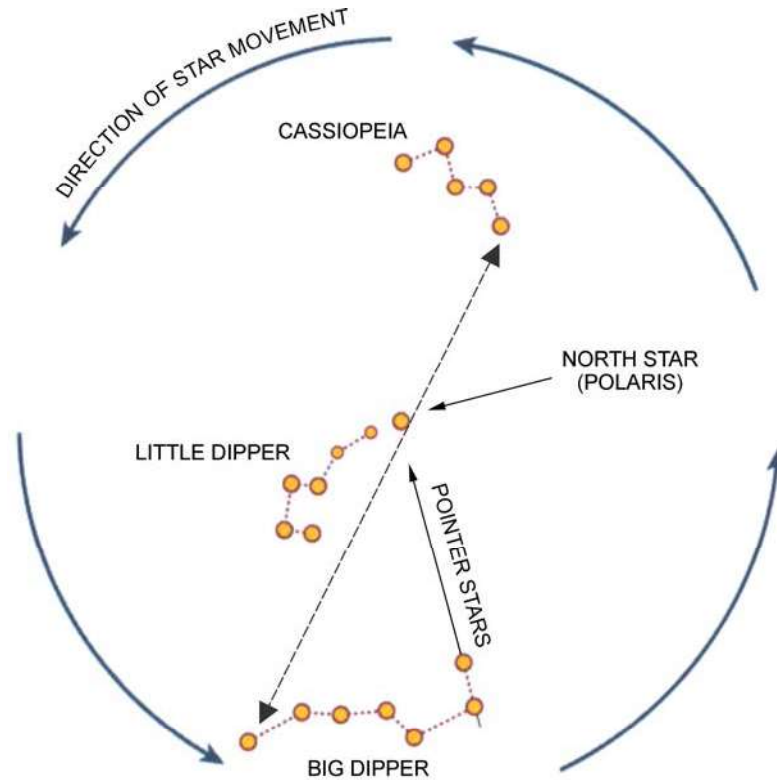 DIRECTION OF STAR MOVEMENT
CASSIOPEIA
NORTH STAR
(POLARIS)
LITTLE DIPPER
POINTER STARS
BIG DIPPER